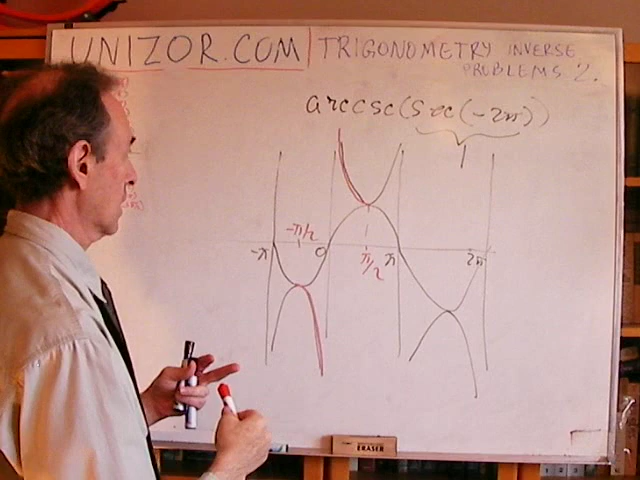 UNIZOR.COM
TRIGONOMETRY INVERSE
PROBLEMS 2.
arccsc(sec(-2π))
1
-π/2
-π
0
π/2
π
2π
ERASER